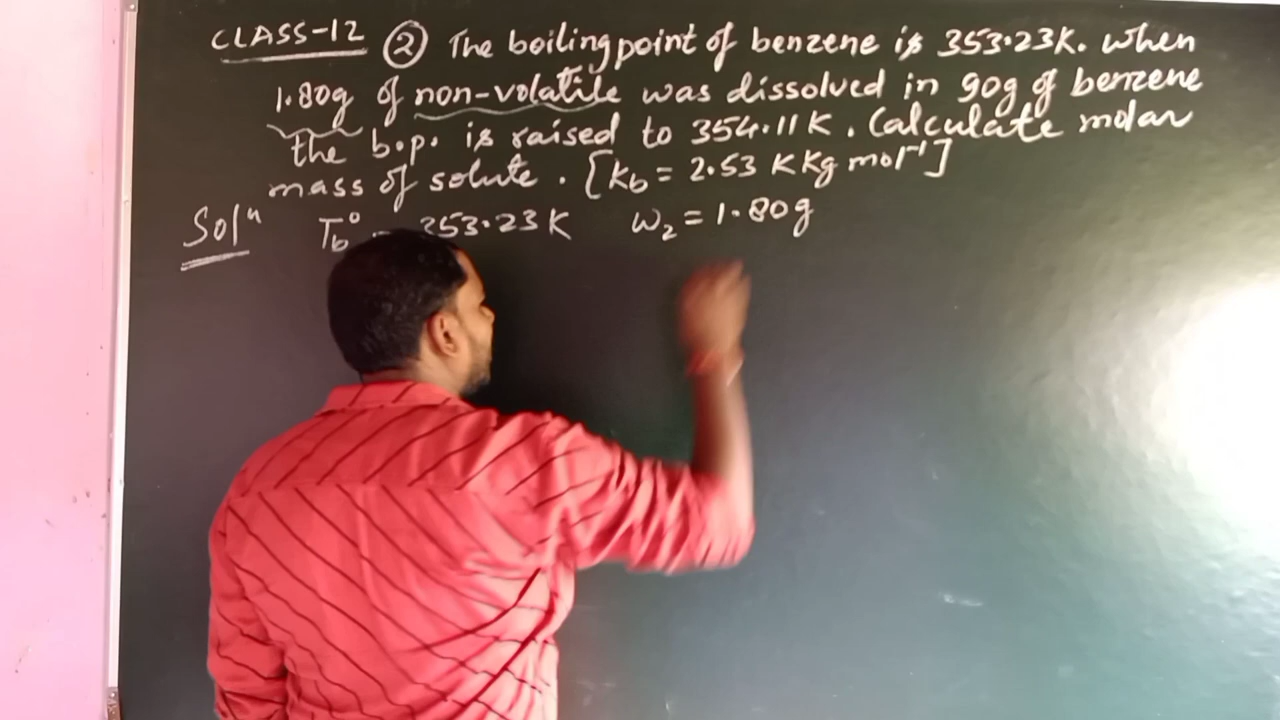 CLASS-12 ② The boiling point of benzene is 353.23K. When
1.80g of non-volatile was dissolved in 90g of benzene
the b.p. is raised to 354.11K. Calculate molar
mass of solute. [Kb = 2.53 K Kg mol⁻¹]
Solⁿ Tb° = 353.23K w₂ = 1.80g